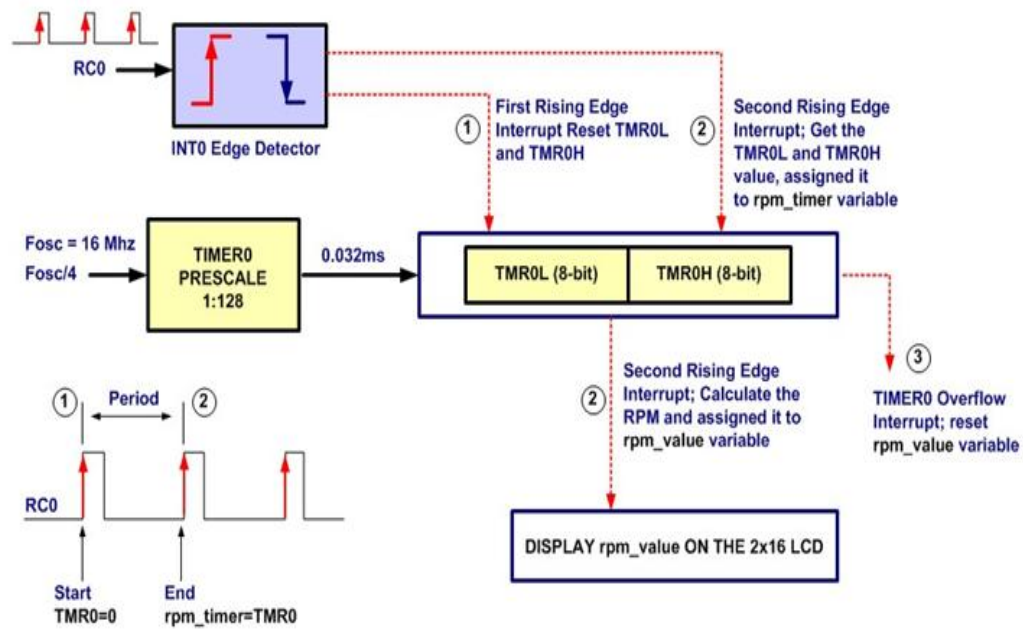 RC0
INT0 Edge Detector
1
First Rising Edge
Interrupt Reset TMR0L
and TMR0H
2
Second Rising Edge
Interrupt; Get the
TMR0L and TMR0H
value, assigned it
to rpm_timer variable
Fosc = 16 Mhz
Fosc/4
TIMER0
PRESCALE
1:128
0.032ms
TMR0L (8-bit)
TMR0H (8-bit)
2
Second Rising Edge
Interrupt; Calculate the
RPM and assigned it to
rpm_value variable
3
TIMER0 Overflow
Interrupt; reset
rpm_value variable
1
Period
2
RC0
Start
TMR0=0
End
rpm_timer=TMR0
DISPLAY rpm_value ON THE 2x16 LCD